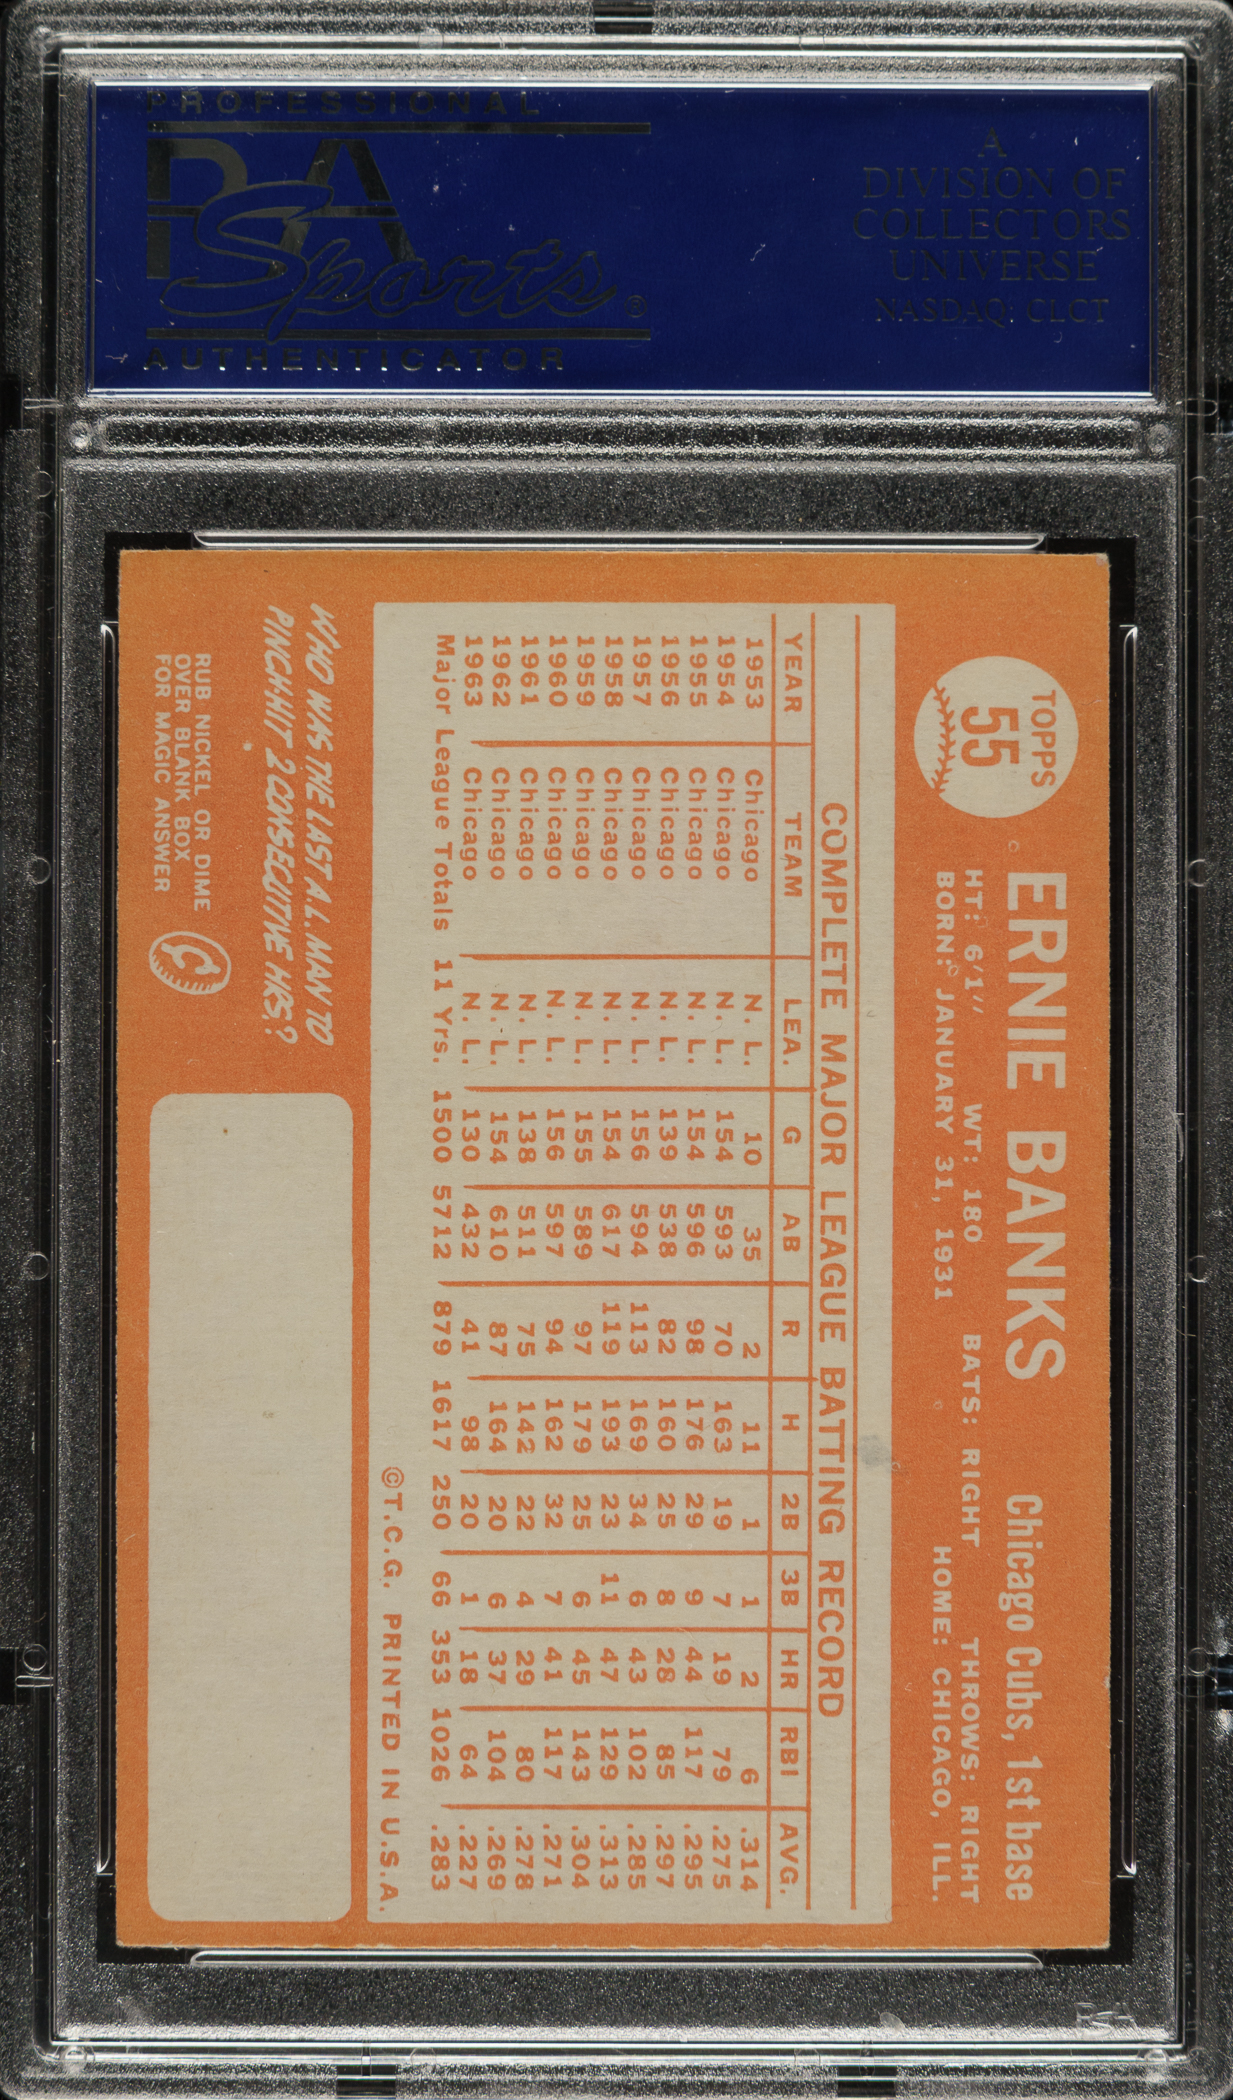 PROFESSIONAL
PSA
Sports®
AUTHENTICATOR
A
DIVISION OF
COLLECTORS
UNIVERSE
NASDAQ: CLCT
TOPPS
55
ERNIE BANKS Chicago Cubs, 1st base
HT: 6'1" WT: 180 BATS: RIGHT THROWS: RIGHT
BORN: JANUARY 31, 1931 HOME: CHICAGO, ILL.
COMPLETE MAJOR LEAGUE BATTING RECORD
YEAR TEAM LEA. G AB R H 2B 3B HR RBI AVG.
1953 Chicago N. L. 10 35 2 11 1 1 2 6 .314
1954 Chicago N. L. 154 593 70 163 19 7 19 79 .275
1955 Chicago N. L. 154 596 98 176 29 9 44 117 .295
1956 Chicago N. L. 139 538 82 160 25 8 28 85 .297
1957 Chicago N. L. 156 594 113 169 34 6 43 102 .285
1958 Chicago N. L. 154 617 119 193 23 11 47 129 .313
1959 Chicago N. L. 155 589 97 179 25 6 45 143 .304
1960 Chicago N. L. 156 597 94 162 32 7 41 117 .271
1961 Chicago N. L. 138 511 75 142 22 4 29 80 .278
1962 Chicago N. L. 154 610 87 164 20 6 37 104 .269
1963 Chicago N. L. 130 432 41 98 20 1 18 64 .227
Major League Totals 11 Yrs. 1500 5712 879 1617 250 66 353 1026 .283
©T.C.G. PRINTED IN U.S.A.
WHO WAS THE LAST A.L. MAN TO
PINCH-HIT 2 CONSECUTIVE HRS.?
RUB NICKEL OR DIME
OVER BLANK BOX
FOR MAGIC ANSWER
C
PSA